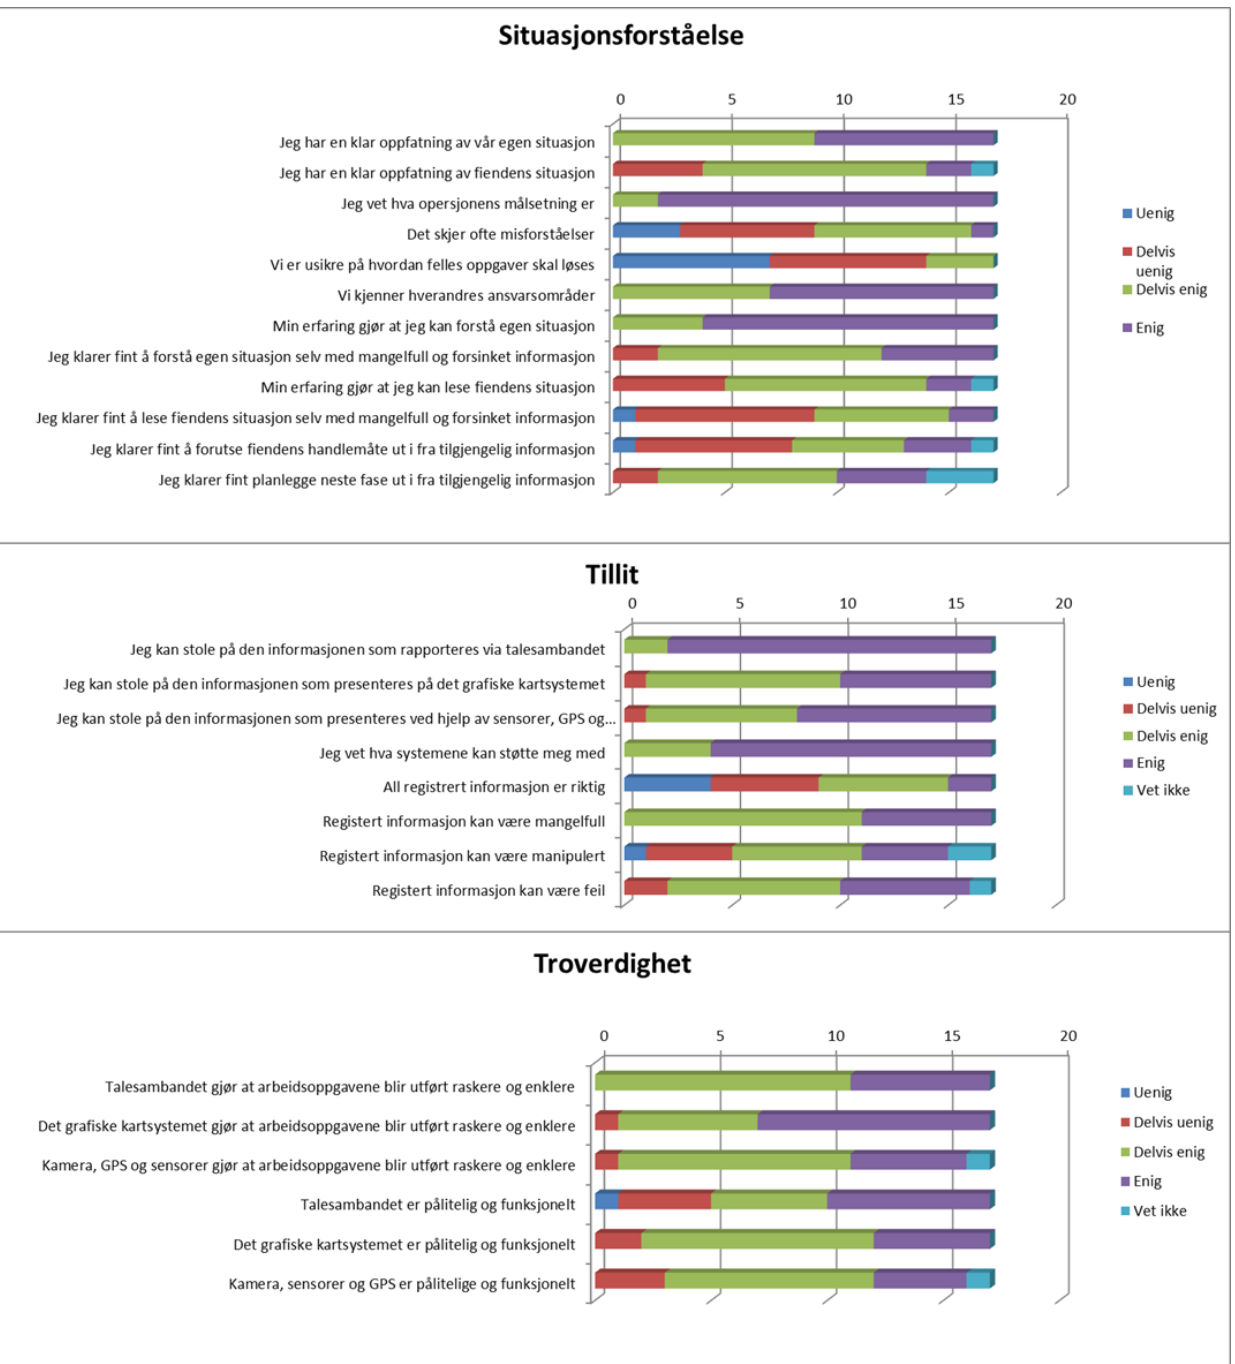 Situasjonsforståelse
0 5 10 15 20
Jeg har en klar oppfatning av vår egen situasjon
Jeg har en klar oppfatning av fiendens situasjon
Jeg vet hva opersjonens målsetning er
Det skjer ofte misforståelser
Vi er usikre på hvordan felles oppgaver skal løses
Vi kjenner hverandres ansvarsområder
Min erfaring gjør at jeg kan forstå egen situasjon
Jeg klarer fint å forstå egen situasjon selv med mangelfull og forsinket informasjon
Min erfaring gjør at jeg kan lese fiendens situasjon
Jeg klarer fint å lese fiendens situasjon selv med mangelfull og forsinket informasjon
Jeg klarer fint å forutse fiendens handlemåte ut i fra tilgjengelig informasjon
Jeg klarer fint planlegge neste fase ut i fra tilgjengelig informasjon
Uenig
Delvis
uenig
Delvis enig
Enig
Tillit
0 5 10 15 20
Jeg kan stole på den informasjonen som rapporteres via talesambandet
Jeg kan stole på den informasjonen som presenteres på det grafiske kartsystemet
Jeg kan stole på den informasjonen som presenteres ved hjelp av sensorer, GPS og...
Jeg vet hva systemene kan støtte meg med
All registrert informasjon er riktig
Registert informasjon kan være mangelfull
Registert informasjon kan være manipulert
Registert informasjon kan være feil
Uenig
Delvis uenig
Delvis enig
Enig
Vet ikke
Troverdighet
0 5 10 15 20
Talesambandet gjør at arbeidsoppgavene blir utført raskere og enklere
Det grafiske kartsystemet gjør at arbeidsoppgavene blir utført raskere og enklere
Kamera, GPS og sensorer gjør at arbeidsoppgavene blir utført raskere og enklere
Talesambandet er pålitelig og funksjonelt
Det grafiske kartsystemet er pålitelig og funksjonelt
Kamera, sensorer og GPS er pålitelige og funksjonelt
Uenig
Delvis uenig
Delvis enig
Enig
Vet ikke